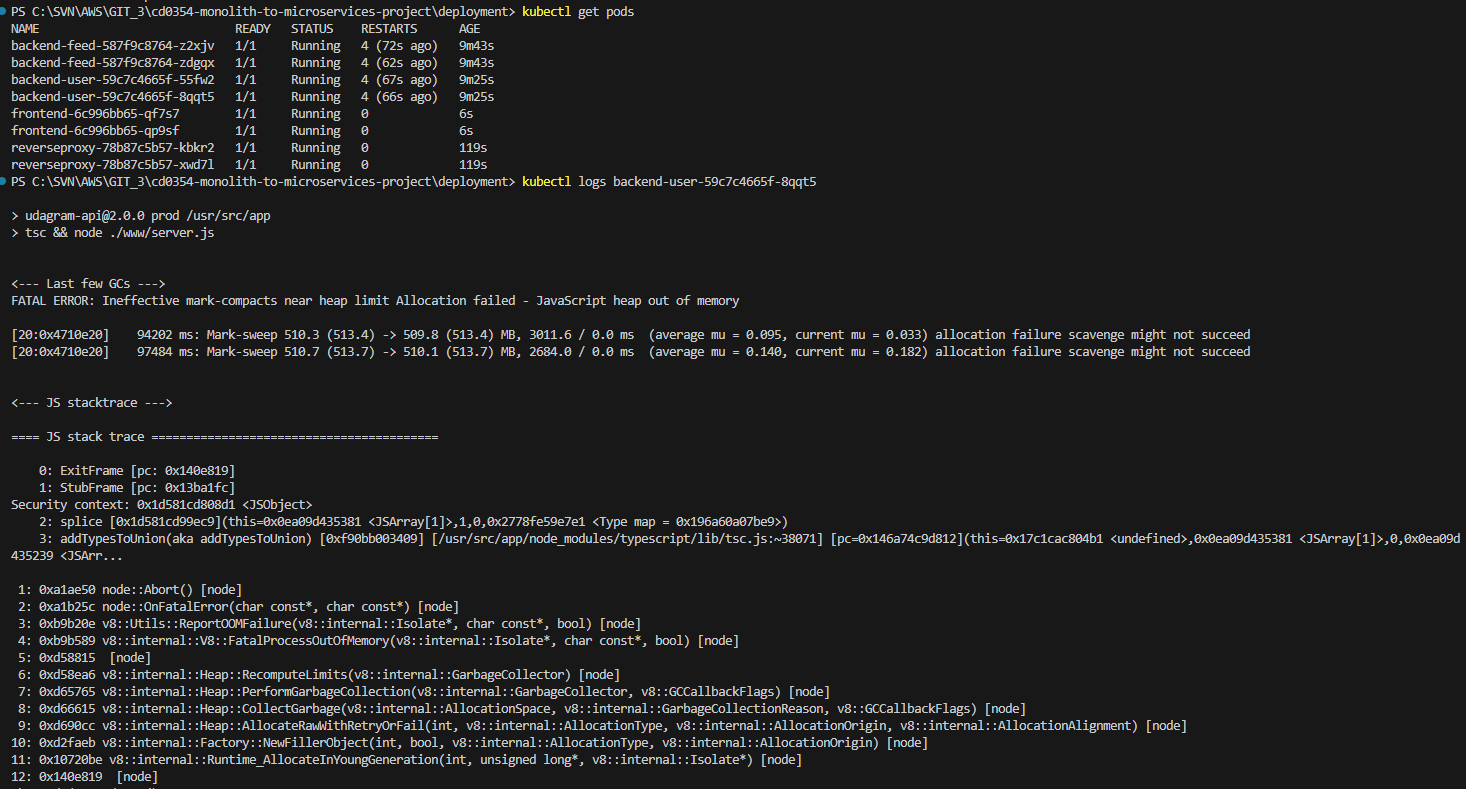 PS C:\SVN\AWS\GIT_3\cd0354-monolith-to-microservices-project\deployment> kubectl get pods
NAME READY STATUS RESTARTS AGE
backend-feed-587f9c8764-z2xjv 1/1 Running 4 (72s ago) 9m43s
backend-feed-587f9c8764-zdgqx 1/1 Running 4 (62s ago) 9m43s
backend-user-59c7c4665f-55fw2 1/1 Running 4 (67s ago) 9m25s
backend-user-59c7c4665f-8qqt5 1/1 Running 4 (66s ago) 9m25s
frontend-6c996bb65-qf7s7 1/1 Running 0 6s
frontend-6c996bb65-qp9sf 1/1 Running 0 6s
reverseproxy-78b87c5b57-kbkr2 1/1 Running 0 119s
reverseproxy-78b87c5b57-xwd7l 1/1 Running 0 119s
PS C:\SVN\AWS\GIT_3\cd0354-monolith-to-microservices-project\deployment> kubectl logs backend-user-59c7c4665f-8qqt5
> udagram-api@2.0.0 prod /usr/src/app
> tsc && node ./www/server.js
<--- Last few GCs --->
FATAL ERROR: Ineffective mark-compacts near heap limit Allocation failed - JavaScript heap out of memory
[20:0x4710e20] 94202 ms: Mark-sweep 510.3 (513.4) -> 509.8 (513.4) MB, 3011.6 / 0.0 ms (average mu = 0.095, current mu = 0.033) allocation failure scavenge might not succeed
[20:0x4710e20] 97484 ms: Mark-sweep 510.7 (513.7) -> 510.1 (513.7) MB, 2684.0 / 0.0 ms (average mu = 0.140, current mu = 0.182) allocation failure scavenge might not succeed
<--- JS stacktrace --->
==== JS stack trace =========================================
0: ExitFrame [pc: 0x140e819]
1: StubFrame [pc: 0x13ba1fc]
Security context: 0x1d581cd808d1 <JSObject>
2: splice [0x1d581cd99ec9](this=0x0ea09d435381 <JSArray[1]>,1,0,0x2778fe59e7e1 <Type map = 0x196a60a07be9>)
3: addTypesToUnion(aka addTypesToUnion) [0xf90bb003409] [/usr/src/app/node_modules/typescript/lib/tsc.js:~38071] [pc=0x146a74c9d812](this=0x17c1cac804b1 <undefined>,0x0ea09d435381 <JSArray[1]>,0,0x0ea09d
435239 <JSArr...
1: 0xa1ae50 node::Abort() [node]
2: 0xa1b25c node::OnFatalError(char const*, char const*) [node]
3: 0xb9b20e v8::Utils::ReportOOMFailure(v8::internal::Isolate*, char const*, bool) [node]
4: 0xb9b589 v8::internal::V8::FatalProcessOutOfMemory(v8::internal::Isolate*, char const*, bool) [node]
5: 0xd58815 [node]
6: 0xd58ea6 v8::internal::Heap::RecomputeLimits(v8::internal::GarbageCollector) [node]
7: 0xd65765 v8::internal::Heap::PerformGarbageCollection(v8::internal::GarbageCollector, v8::GCCallbackFlags) [node]
8: 0xd66615 v8::internal::Heap::CollectGarbage(v8::internal::AllocationSpace, v8::internal::GarbageCollectionReason, v8::GCCallbackFlags) [node]
9: 0xd690cc v8::internal::Heap::AllocateRawWithRetryOrFail(int, v8::internal::AllocationType, v8::internal::AllocationOrigin, v8::internal::AllocationAlignment) [node]
10: 0xd2faeb v8::internal::Factory::NewFillerObject(int, bool, v8::internal::AllocationType, v8::internal::AllocationOrigin) [node]
11: 0x10720be v8::internal::Runtime_AllocateInYoungGeneration(int, unsigned long*, v8::internal::Isolate*) [node]
12: 0x140e819 [node]